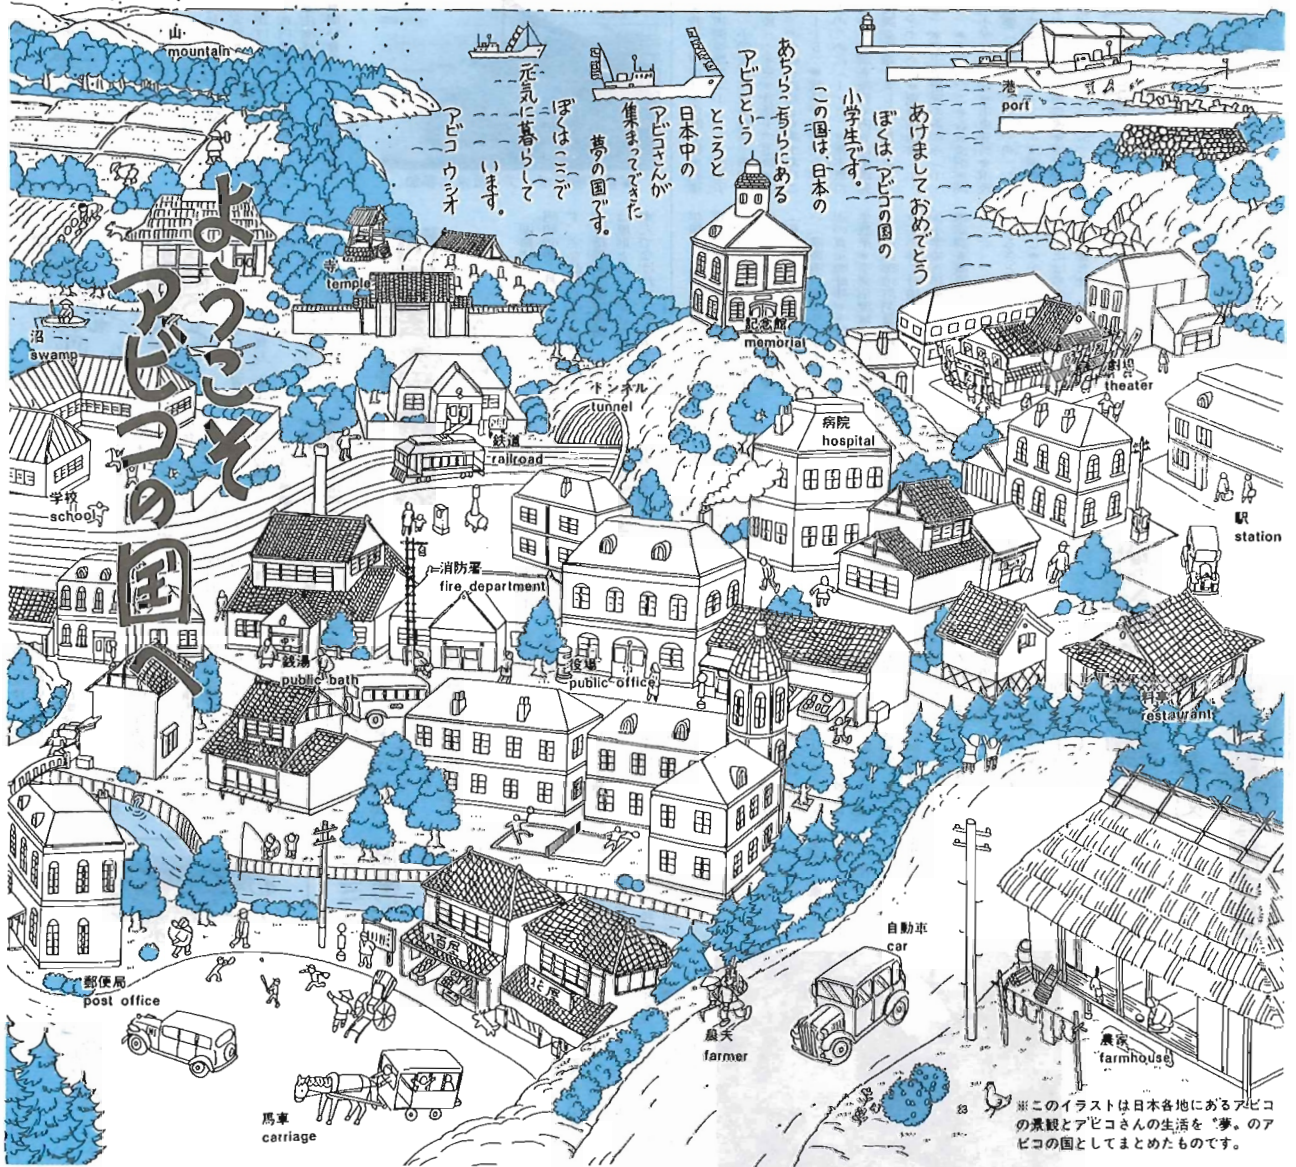 ようこそ
アビコの国へ
あけましておめでとう
ぼくは、アビコの国の
小学生です。
この国は、日本の
あちらこちらにある
アビコという
ところと
日本中の
アビコさんが
集まってできた
夢の国です。
ぼくはここで
元気に暮らして
います。
アビコ ウシオ
山
mountain
港
port
寺
temple
沼
swamp
記念館
memorial
劇場
theater
トンネル
tunnel
病院
hospital
鉄道
railroad
学校
school
駅
station
消防署
fire department
銭湯
public bath
役場
public office
料亭
restaurant
八百屋
花屋
郵便局
post office
自動車
car
農夫
farmer
農家
farmhouse
馬車
carriage
※このイラストは日本各地にあるアビコ
の景観とアビコさんの生活を〝夢〟のア
ビコの国としてまとめたものです。